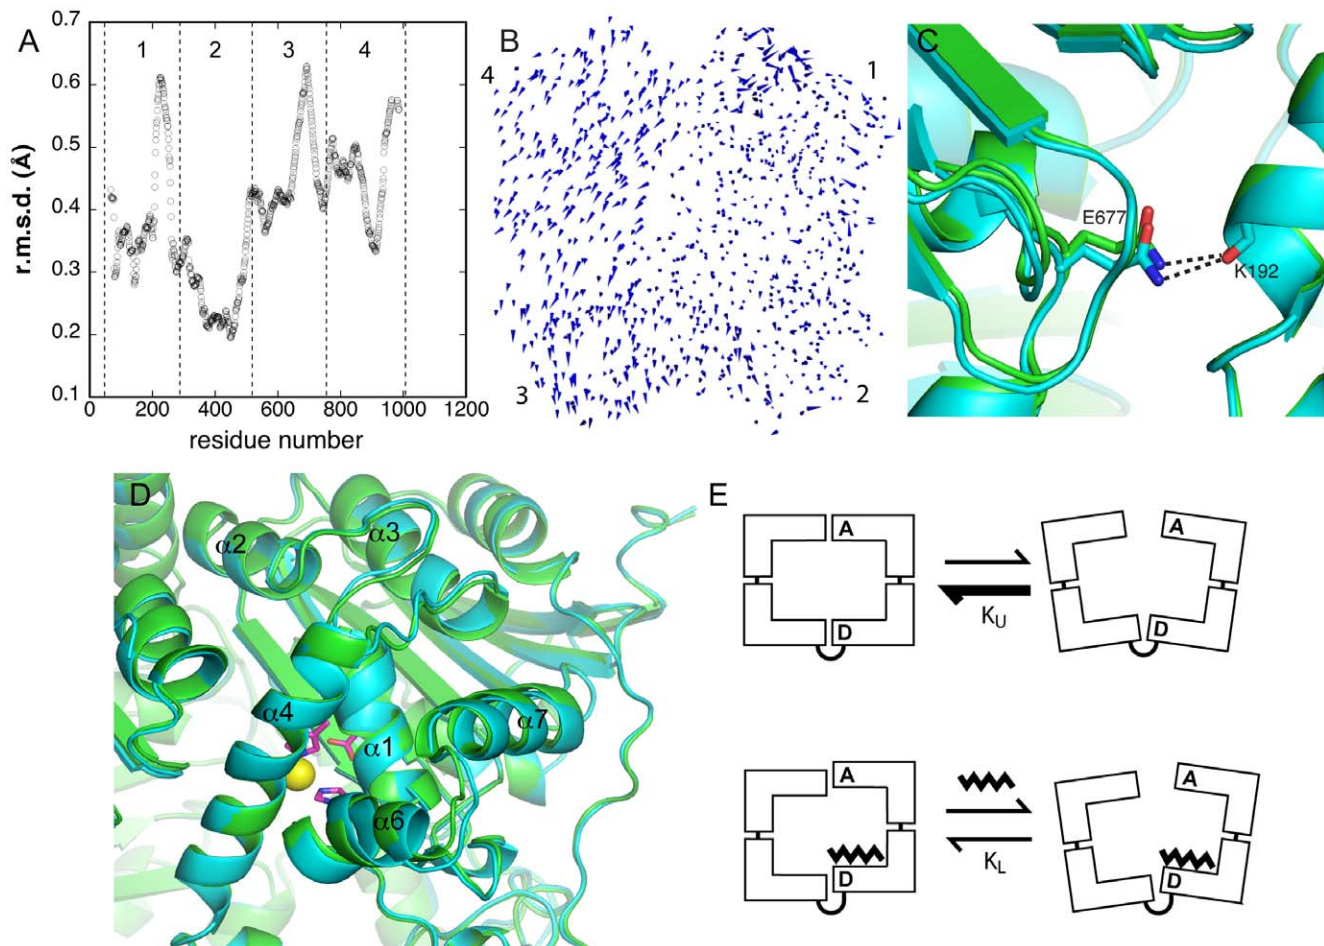 A
1 2 3 4
0.7
0.6
0.5
0.4
0.3
0.2
0.1
r.m.s.d. (Å)
0 200 400 600 800 1000 1200
residue number
B
4 1
3 2
C
E677
K192
D
α2
α3
α4
α1
α7
α6
E
A
D
K_U
A
D
A
D
K_L
A
D